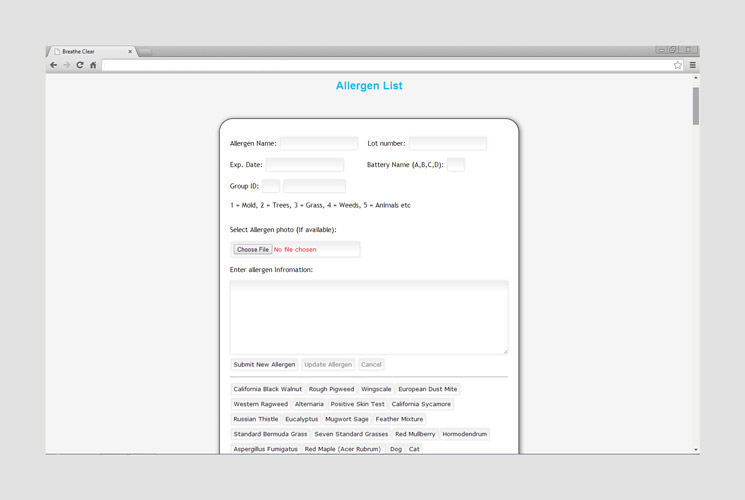 Breathe Clear
Allergen List
Allergen Name: Lot number:
Exp. Date: Battery Name (A,B,C,D):
Group ID:
1 = Mold, 2 = Trees, 3 = Grass, 4 = Weeds, 5 = Animals etc
Select Allergen photo (if available):
Choose File No file chosen
Enter allergen Infromation:
Submit New Allergen Update Allergen Cancel
California Black Walnut Rough Pigweed Wingscale European Dust Mite
Western Ragweed Alternaria Positive Skin Test California Sycamore
Russian Thistle Eucalyptus Mugwort Sage Feather Mixture
Standard Bermuda Grass Seven Standard Grasses Red Mullberry Hormodendrum
Aspergillus Fumigatus Red Maple (Acer Rubrum) Dog Cat